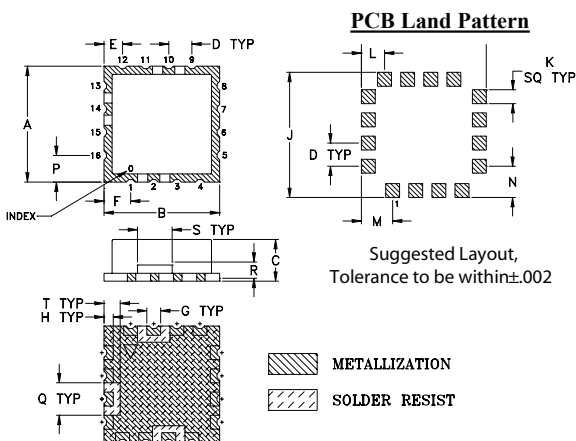 PCB Land Pattern
E
D TYP
12 11 10 9
13
14
15
16
8
7
6
5
A
P
O
1 2 3 4
F
INDEX
B
L
K
SQ TYP
J
D TYP
N
1
M
S TYP
R
C
Suggested Layout,
Tolerance to be within±.002
T TYP
H TYP
G TYP
Q TYP
METALLIZATION
SOLDER RESIST